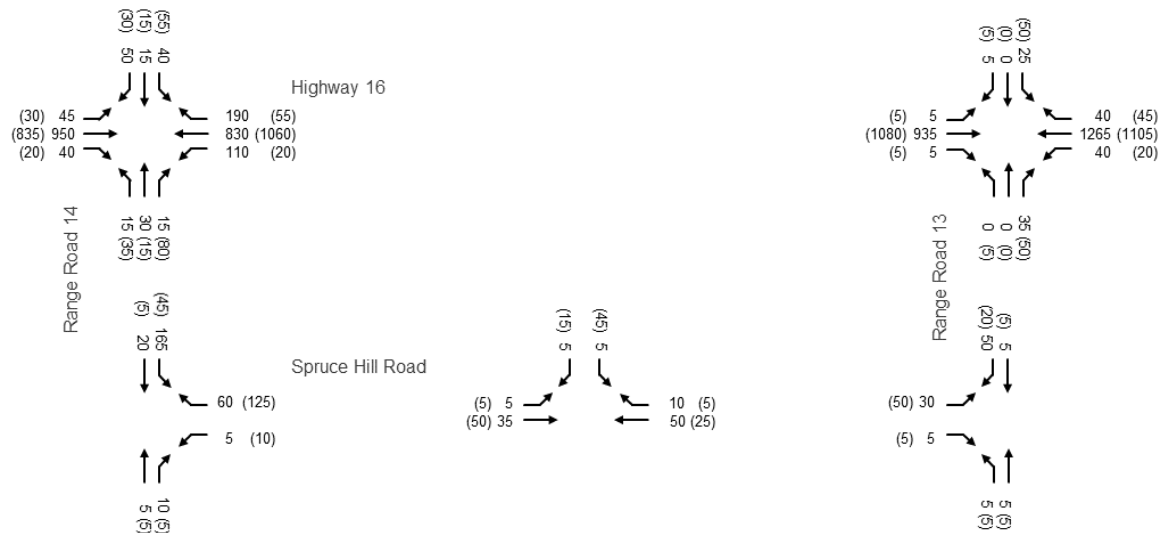 (30) (15) (55)
50 15 40
Highway 16
(30) 45
(835) 950
(20) 40
190 (55)
830 (1060)
110 (20)
15 30 15
(35) (15) (80)
Range Road 14
(5) (50)
5 0 25
(0)
(5) 5
(1080) 935
(5) 5
40 (45)
1265 (1105)
40 (20)
0 0 35
(5) (0) (50)
Range Road 13
(5) (45)
20 165
Spruce Hill Road
60 (125)
5 (10)
5 10
(5) (5)
(15) (45)
5 5
(5) 5
(50) 35
10 (5)
50 (25)
(20) (5)
50 5
(50) 30
(5) 5
5 5
(5) (5)